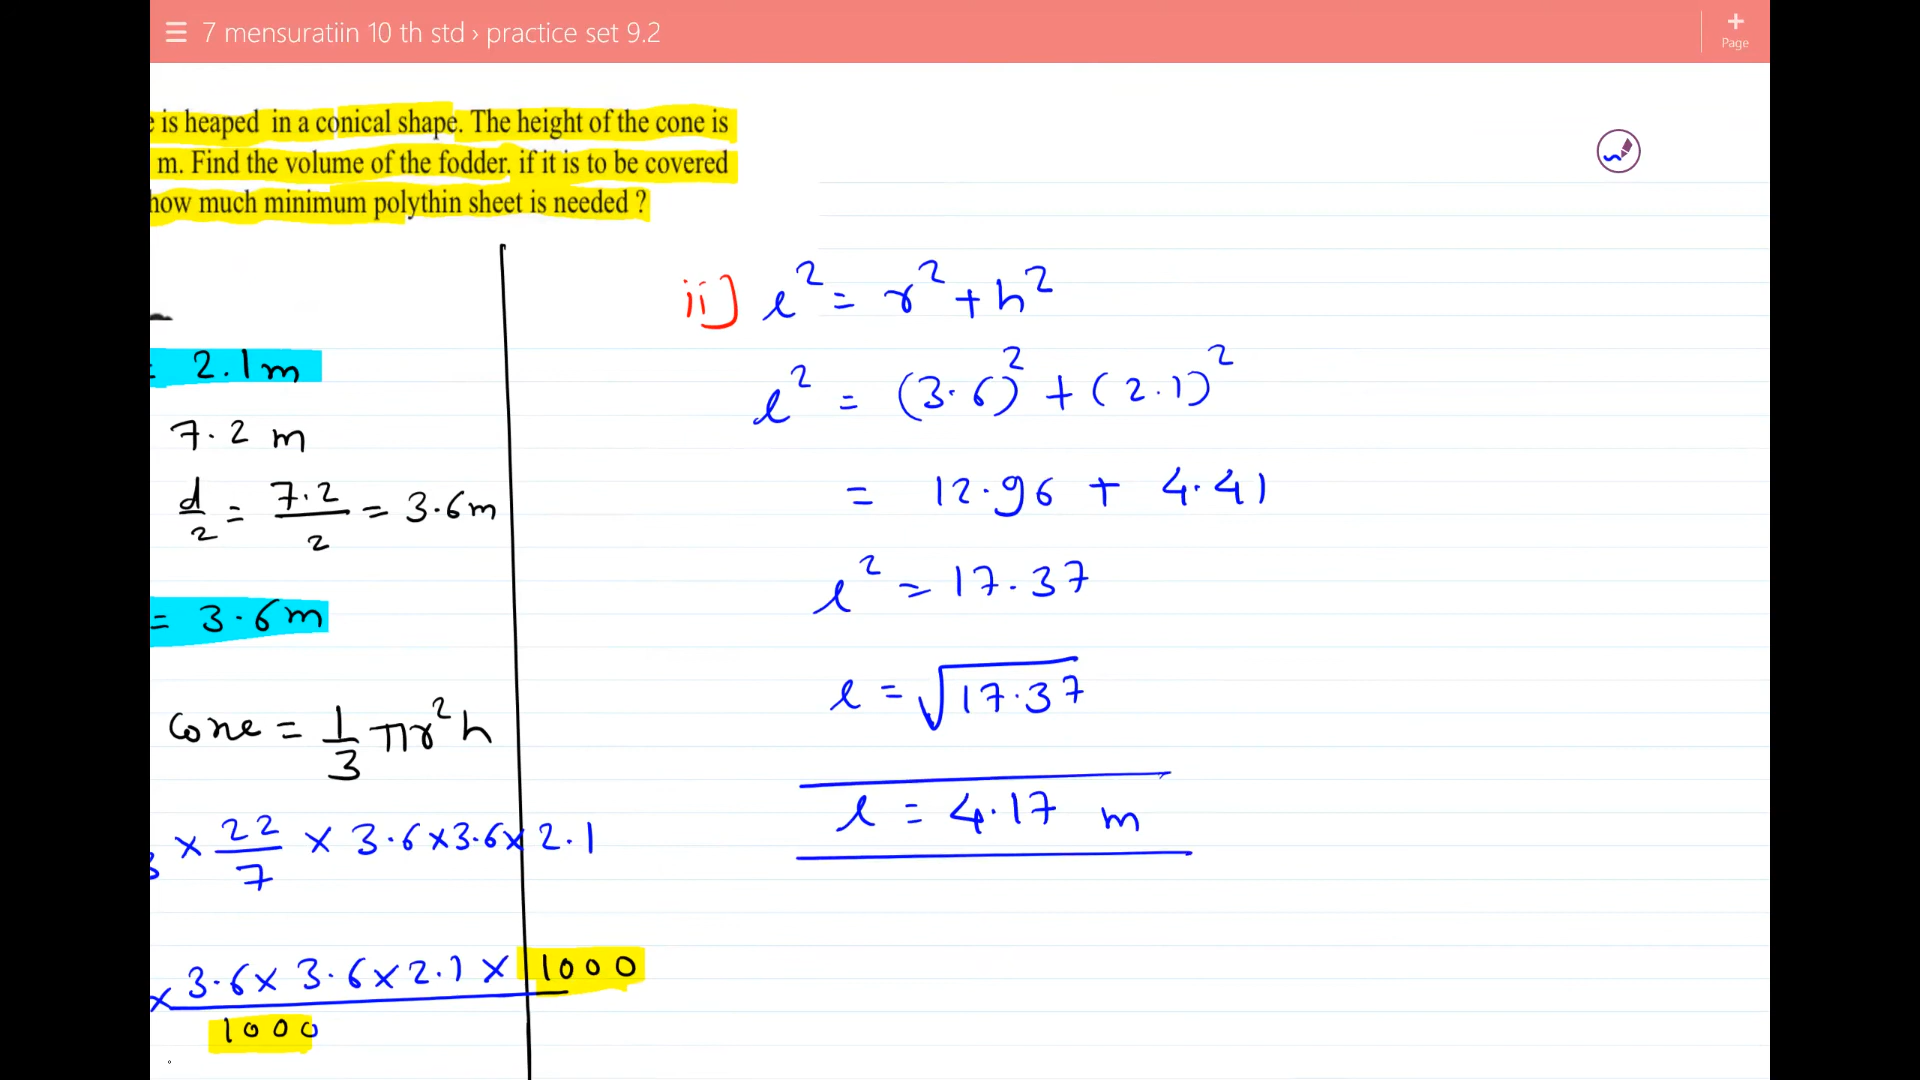 7 mensuratiin 10 th std › practice set 9.2
+
Page
e is heaped in a conical shape. The height of the cone is
m. Find the volume of the fodder. if it is to be covered
how much minimum polythin sheet is needed ?
= 2.1 m
7.2 m
d/2 = 7.2/2 = 3.6 m
= 3.6 m
Cone = 1/3 πr²h
3 × 22/7 × 3.6 × 3.6 × 2.1
× 3.6 × 3.6 × 2.1 × 1000
1000
ii] l² = r² + h²
l² = (3.6)² + (2.1)²
= 12.96 + 4.41
l² = 17.37
l = √17.37
l = 4.17 m